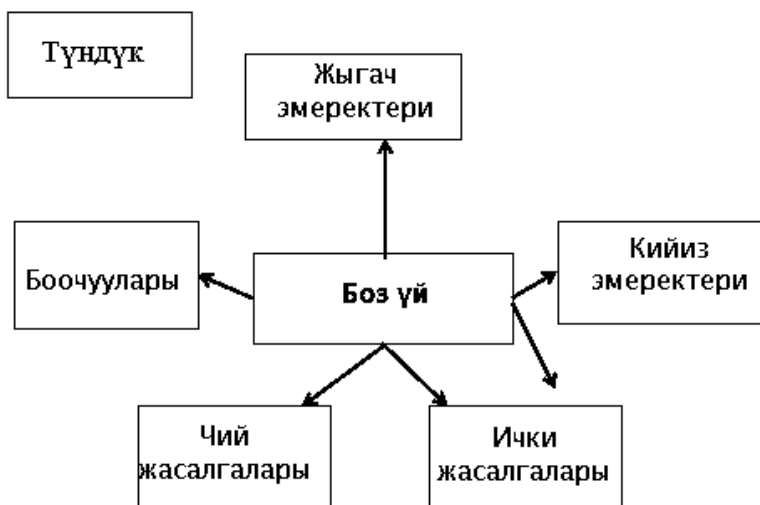 Түндүк
Жыгач
эмеректери
Боочуулары
Боз үй
Кийиз
эмеректери
Чий
жасалгалары
Ички
жасалгалары